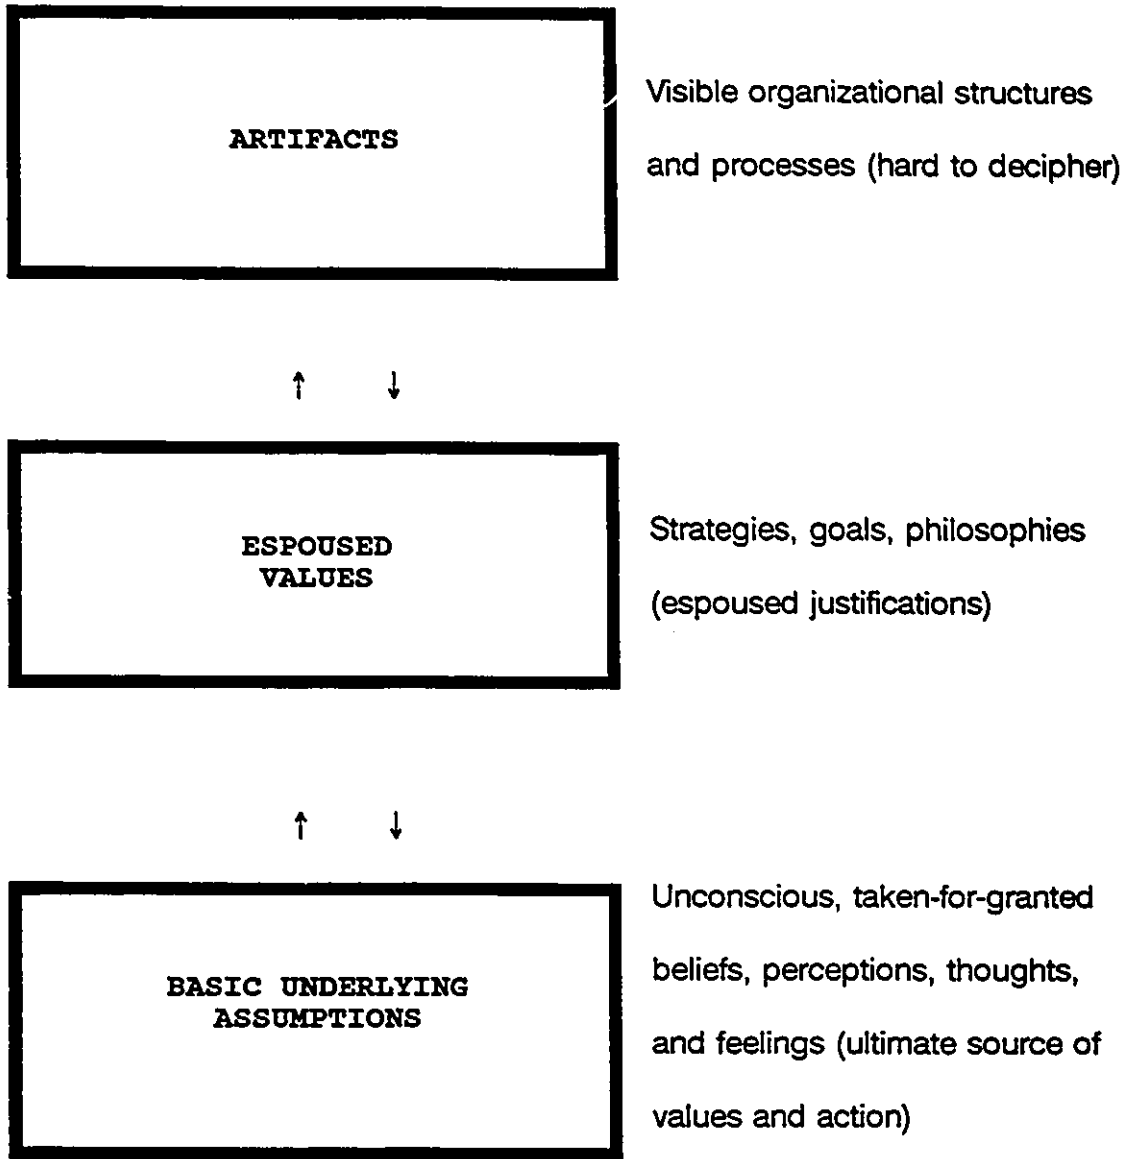 ARTIFACTS
Visible organizational structures
and processes (hard to decipher)
↑ ↓
ESPOUSED
VALUES
Strategies, goals, philosophies
(espoused justifications)
↑ ↓
BASIC UNDERLYING
ASSUMPTIONS
Unconscious, taken-for-granted
beliefs, perceptions, thoughts,
and feelings (ultimate source of
values and action)